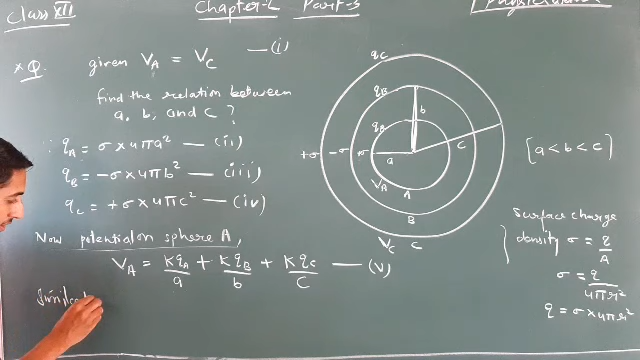 Class XII
Chapter-2 Part-3
Q. given VA = VC — (i)
find the relation between
a, b, and c ?
∵ qA = σ × 4πa² — (ii)
qB = -σ × 4πb² — (iii)
qC = +σ × 4πc² — (iv)
Now potential on sphere A,
VA = KqA/a + KqB/b + KqC/c — (V)
qC
qB
b
a
c
+σ -σ +σ
VA A
B
VC C
[a < b < c]
Surface charge
density σ = q/A
σ = q/4πr²
q = σ × 4πr²